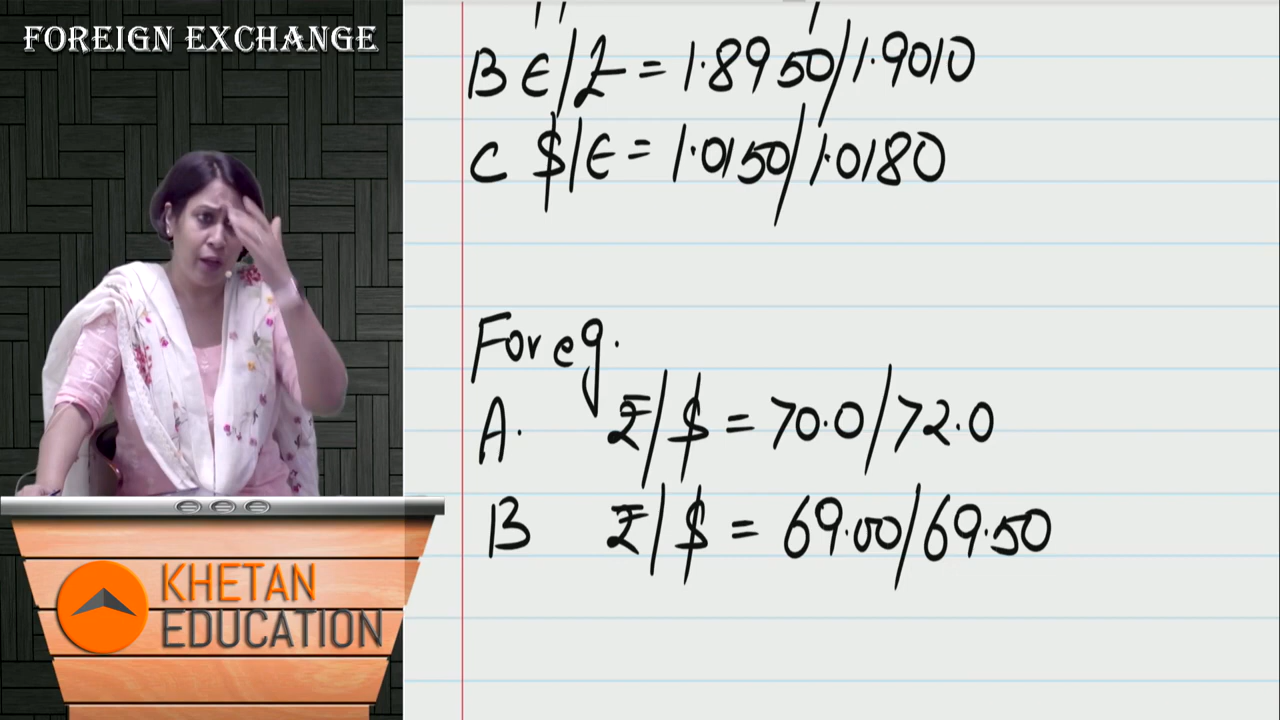 FOREIGN EXCHANGE
B €/£ = 1.8950/1.9010
C $/€ = 1.0150/1.0180
For eg.
A. ₹/$ = 70.0/72.0
B ₹/$ = 69.00/69.50
KHETAN
EDUCATION